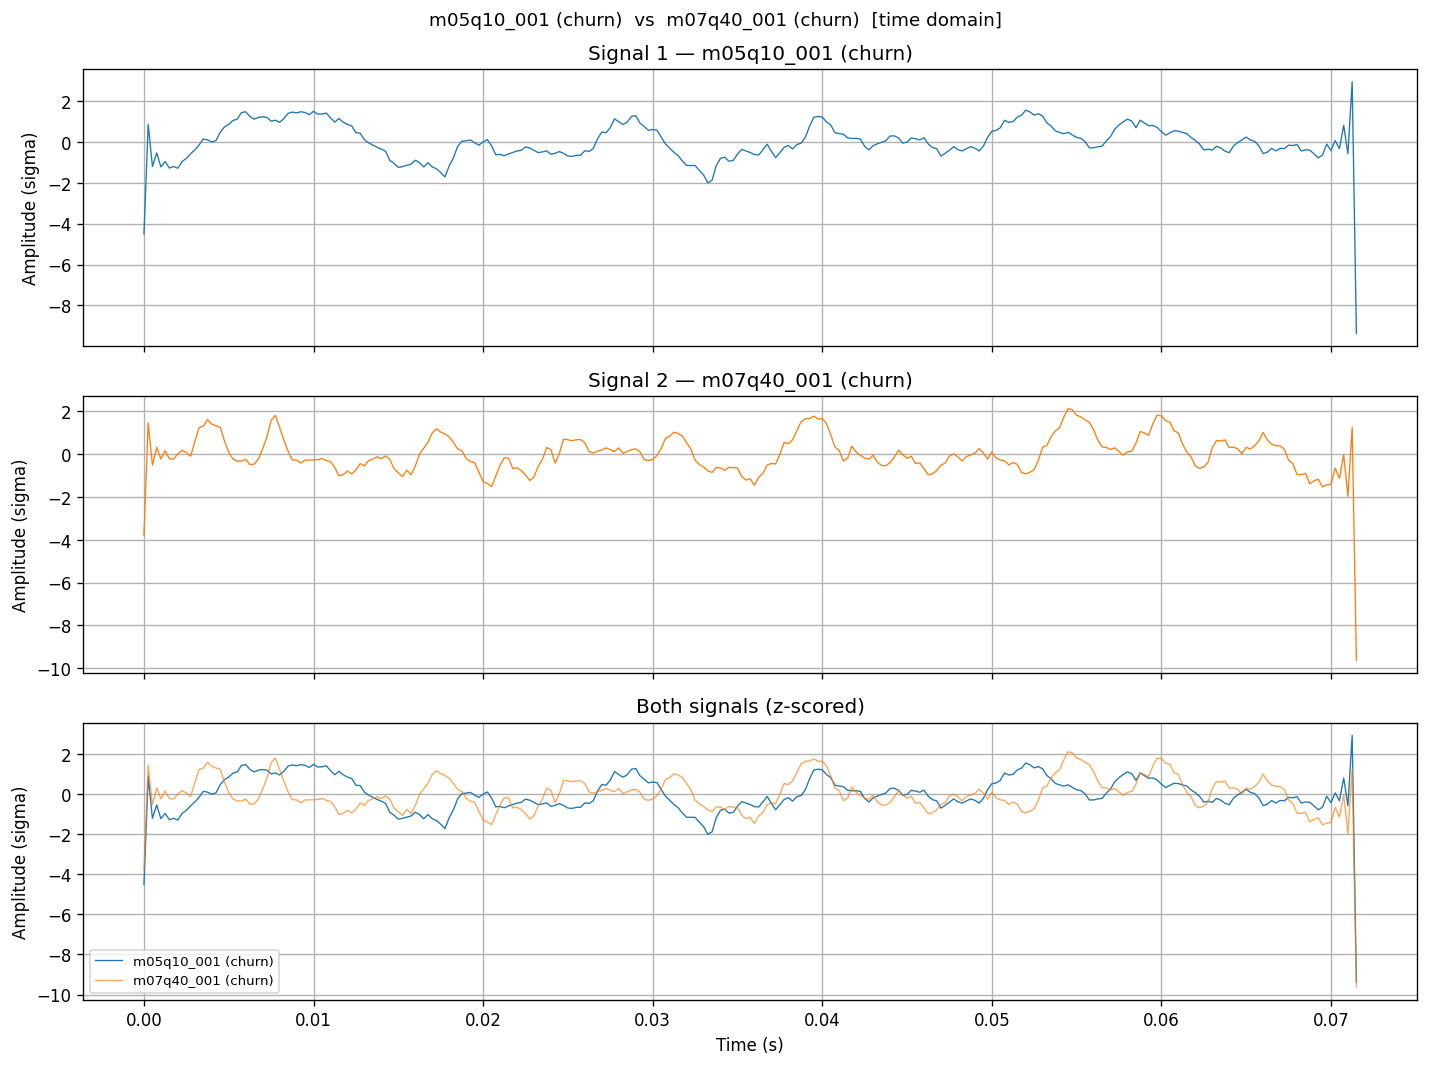 m05q10_001 (churn)  vs  m07q40_001 (churn)  [time domain]
Signal 1 — m05q10_001 (churn)
Amplitude (sigma)
2
0
−2
−4
−6
−8
Signal 2 — m07q40_001 (churn)
Amplitude (sigma)
2
0
−2
−4
−6
−8
−10
Both signals (z-scored)
Amplitude (sigma)
2
0
−2
−4
−6
−8
−10
m05q10_001 (churn)
m07q40_001 (churn)
0.00 0.01 0.02 0.03 0.04 0.05 0.06 0.07
Time (s)